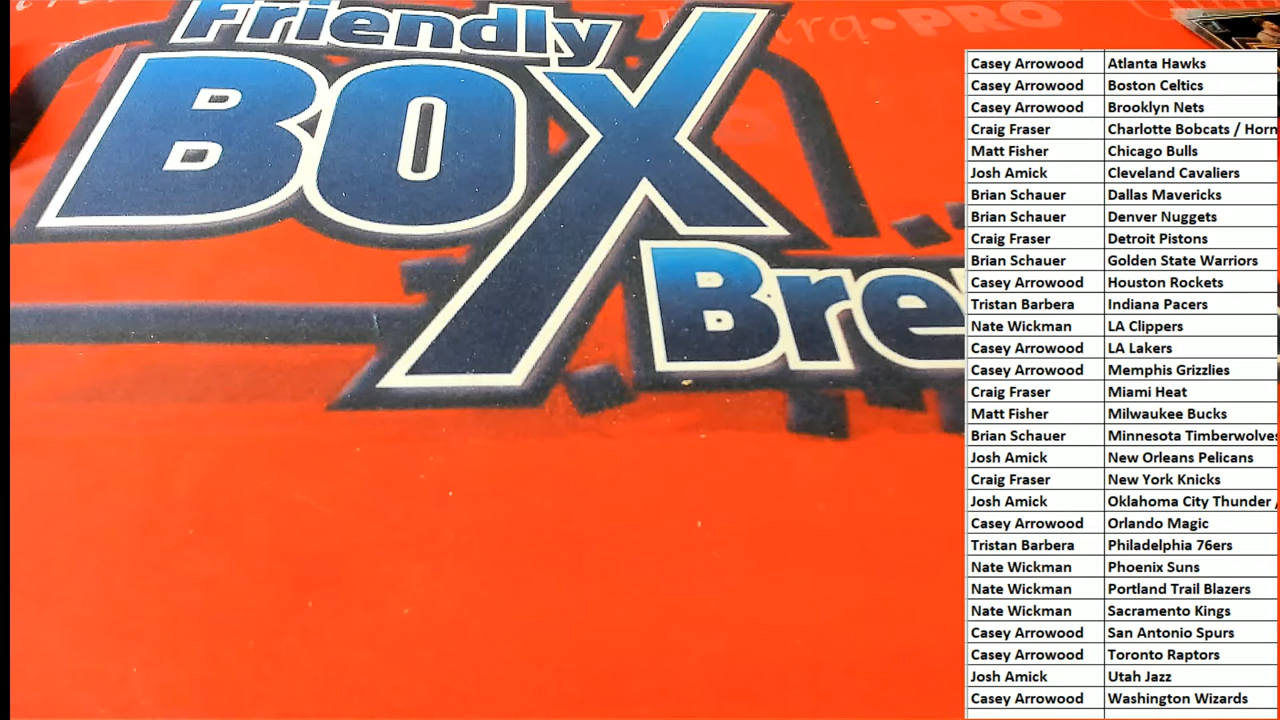 Friendly
BOX
Bre
PRO
Casey Arrowood Atlanta Hawks
Casey Arrowood Boston Celtics
Casey Arrowood Brooklyn Nets
Craig Fraser Charlotte Bobcats / Horn
Matt Fisher Chicago Bulls
Josh Amick Cleveland Cavaliers
Brian Schauer Dallas Mavericks
Brian Schauer Denver Nuggets
Craig Fraser Detroit Pistons
Brian Schauer Golden State Warriors
Casey Arrowood Houston Rockets
Tristan Barbera Indiana Pacers
Nate Wickman LA Clippers
Casey Arrowood LA Lakers
Casey Arrowood Memphis Grizzlies
Craig Fraser Miami Heat
Matt Fisher Milwaukee Bucks
Brian Schauer Minnesota Timberwolves
Josh Amick New Orleans Pelicans
Craig Fraser New York Knicks
Josh Amick Oklahoma City Thunder /
Casey Arrowood Orlando Magic
Tristan Barbera Philadelphia 76ers
Nate Wickman Phoenix Suns
Nate Wickman Portland Trail Blazers
Nate Wickman Sacramento Kings
Casey Arrowood San Antonio Spurs
Casey Arrowood Toronto Raptors
Josh Amick Utah Jazz
Casey Arrowood Washington Wizards